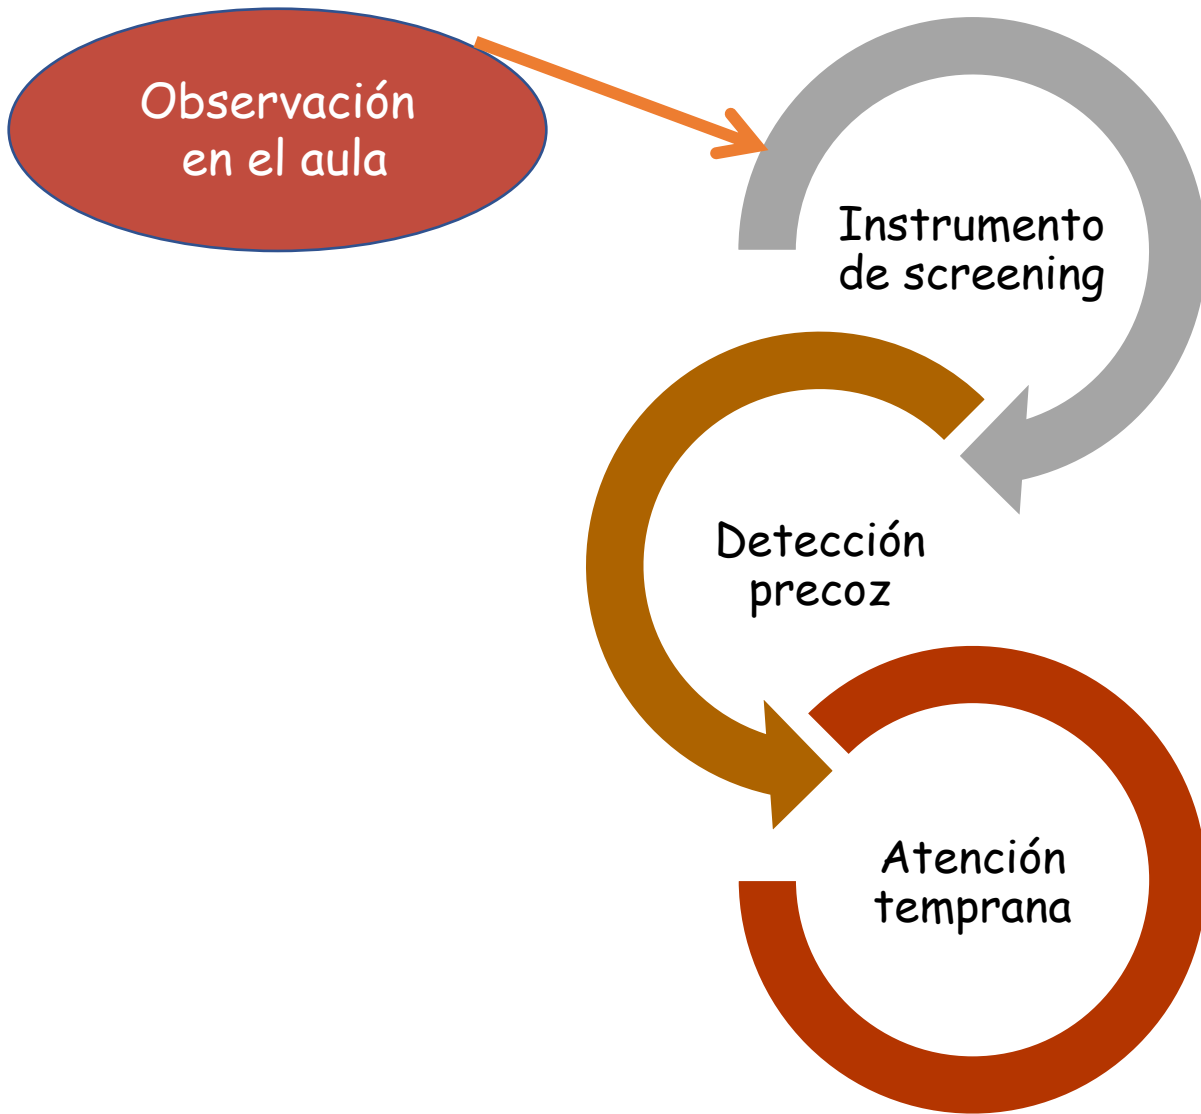 Observación
en el aula
Instrumento
de screening
Detección
precoz
Atención
temprana